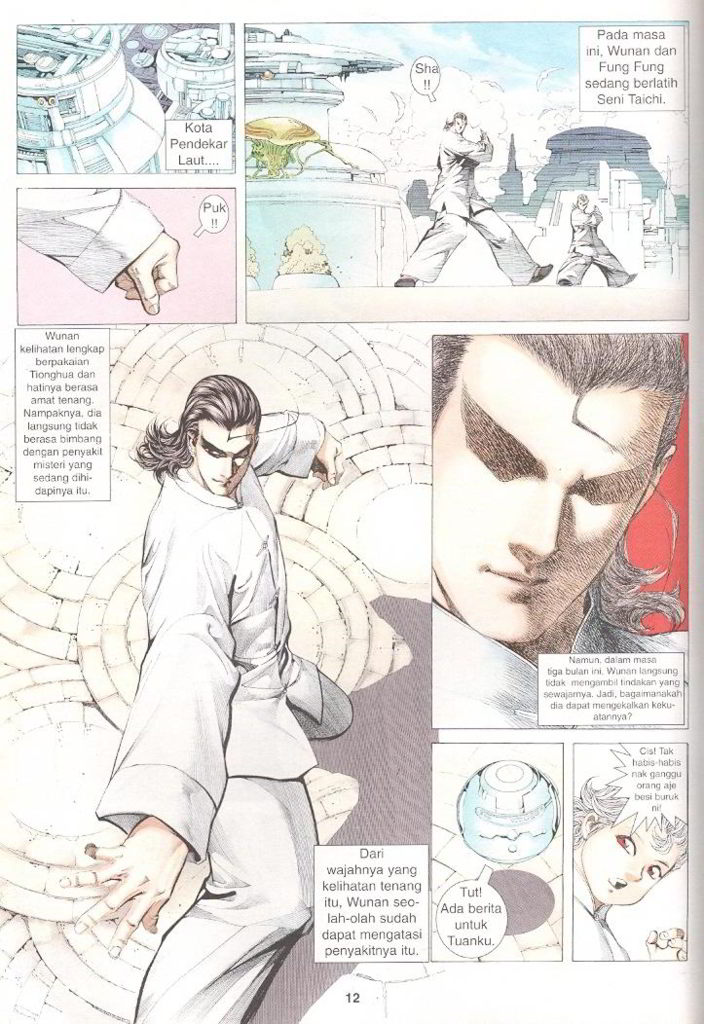 Kota
Pendekar
Laut....
Pada masa
ini, Wunan dan
Fung Fung
sedang berlatih
Seni Taichi.
Sha
!!
Puk
!!
Wunan
kelihatan lengkap
berpakaian
Tionghua dan
hatinya berasa
amat tenang.
Nampaknya, dia
langsung tidak
berasa bimbang
dengan penyakit
misteri yang
sedang dihi-
dapinya itu.
Namun, dalam masa
tiga bulan ini, Wunan langsung
tidak mengambil tindakan yang
sewajarnya. Jadi, bagaimanakah
dia dapat mengekalkan keku-
atannya?
Dari
wajahnya yang
kelihatan tenang
itu, Wunan seo-
lah-olah sudah
dapat mengatasi
penyakitnya itu.
Tut!
Ada berita
untuk
Tuanku.
Cis! Tak
habis-habis
nak ganggu
orang aje
besi buruk
ni!
12